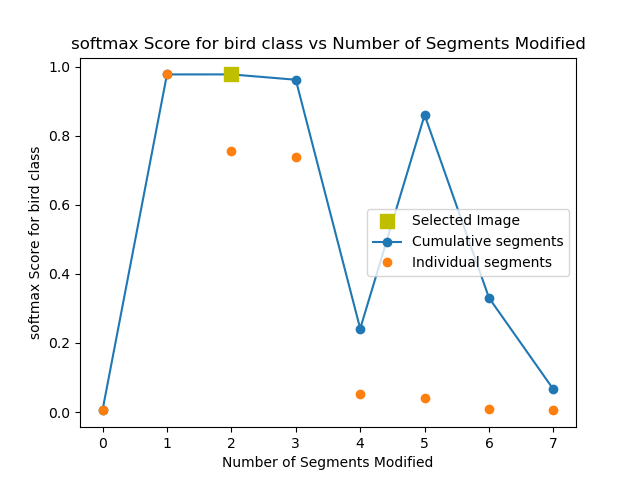 softmax Score for bird class vs Number of Segments Modified
softmax Score for bird class
1.0
0.8
0.6
0.4
0.2
0.0
Selected Image
Cumulative segments
Individual segments
0 1 2 3 4 5 6 7
Number of Segments Modified